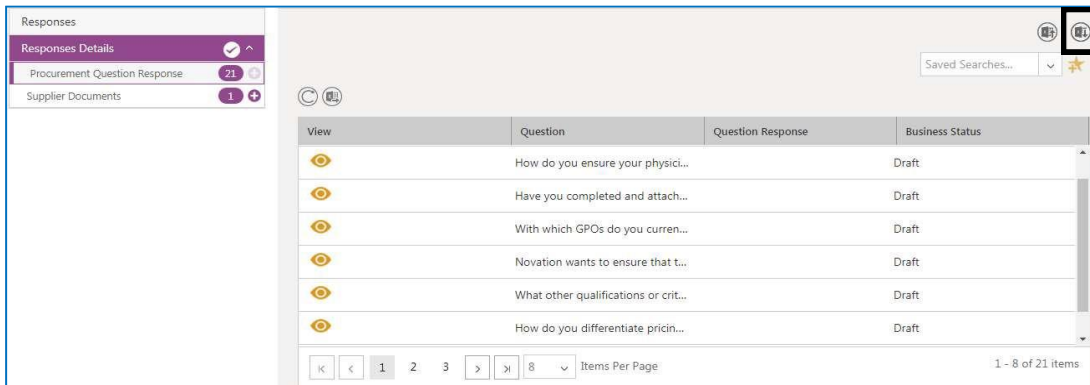 Responses
Responses Details
Procurement Question Response 21
Supplier Documents 1
Saved Searches...
View Question Question Response Business Status
How do you ensure your physici... Draft
Have you completed and attach... Draft
With which GPOs do you curren... Draft
Novation wants to ensure that t... Draft
What other qualifications or crit... Draft
How do you differentiate pricin... Draft
1 2 3 8 Items Per Page 1 - 8 of 21 items